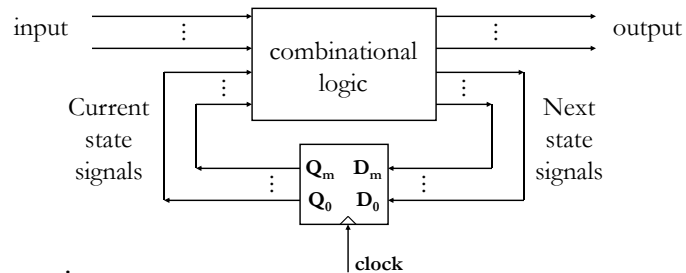 input
output
combinational
logic
Current
state
signals
Next
state
signals
Qm Dm
Q0 D0
clock